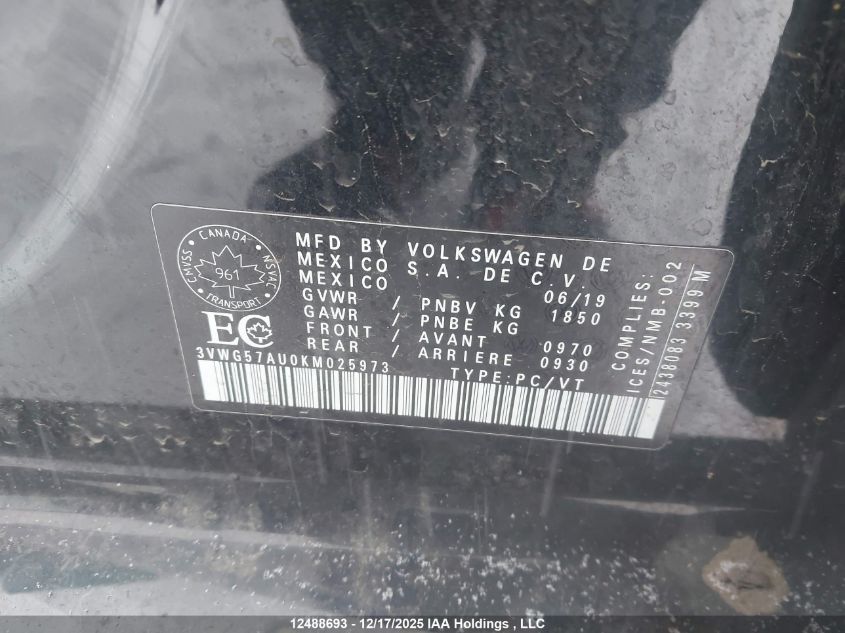 CANADA
CMVSS
NSVAC
961
TRANSPORT
EC
MFD BY VOLKSWAGEN DE
MEXICO S.A. DE C.V.
MEXICO 06/19
GVWR / PNBV KG 1850
GAWR / PNBE KG
FRONT / AVANT 0970
REAR / ARRIERE 0930
3VWG57AU0KM025973 TYPE:PC/VT
COMPLIES:
ICES/NMB-002
2438083 3399 M
12488693 - 12/17/2025 IAA Holdings , LLC